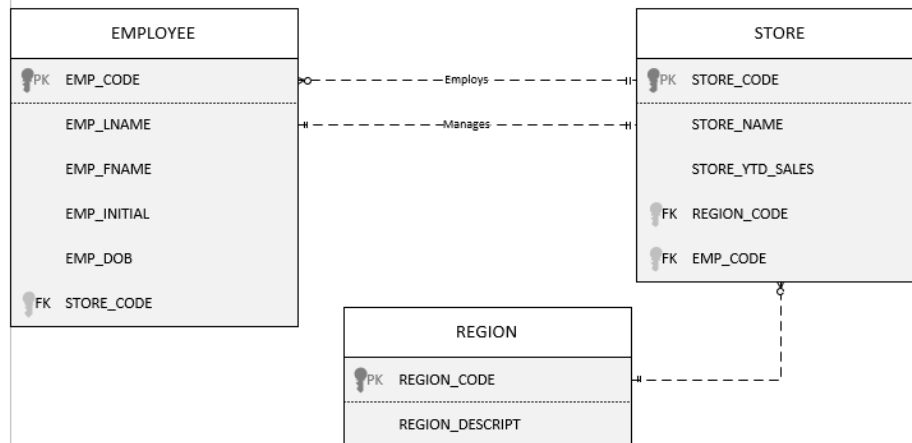 EMPLOYEE
PK EMP_CODE
EMP_LNAME
EMP_FNAME
EMP_INITIAL
EMP_DOB
FK STORE_CODE
Employs
Manages
STORE
PK STORE_CODE
STORE_NAME
STORE_YTD_SALES
FK REGION_CODE
FK EMP_CODE
REGION
PK REGION_CODE
REGION_DESCRIPT